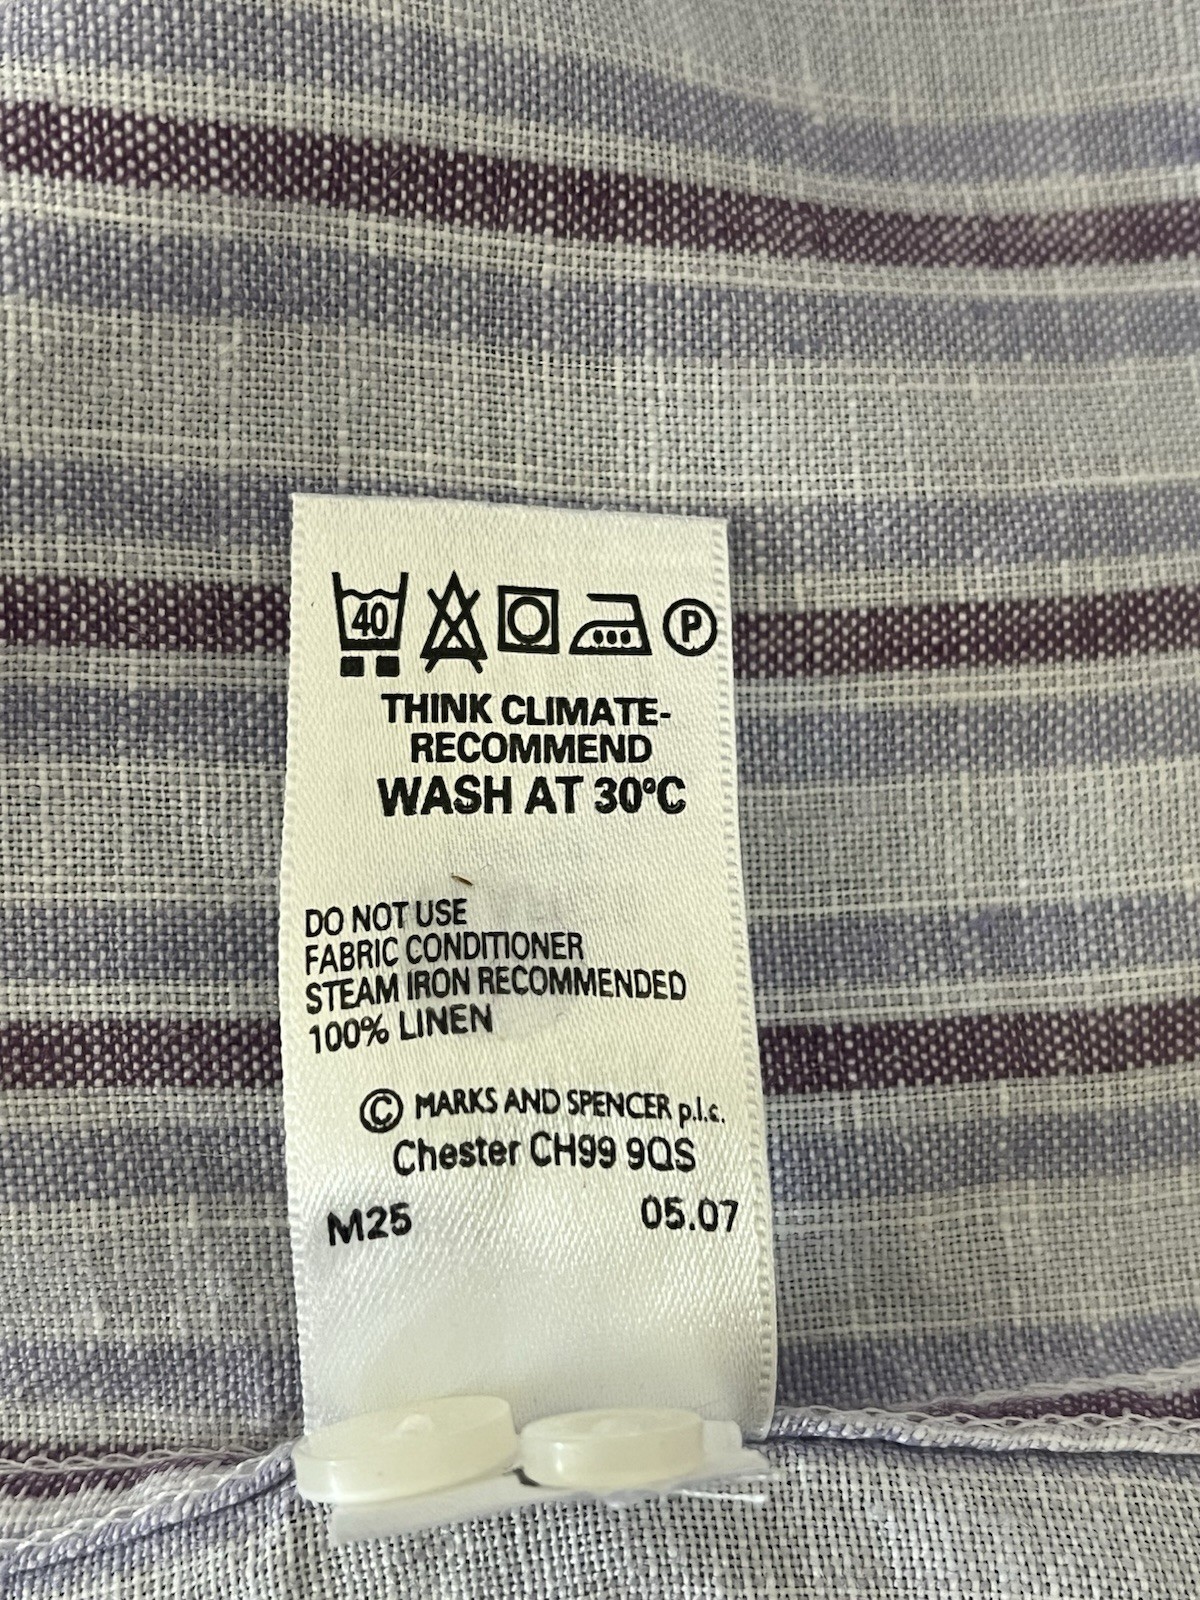 40 P
THINK CLIMATE-
RECOMMEND
WASH AT 30°C
DO NOT USE
FABRIC CONDITIONER
STEAM IRON RECOMMENDED
100% LINEN
© MARKS AND SPENCER p.l.c.
Chester CH99 9QS
M25 05.07